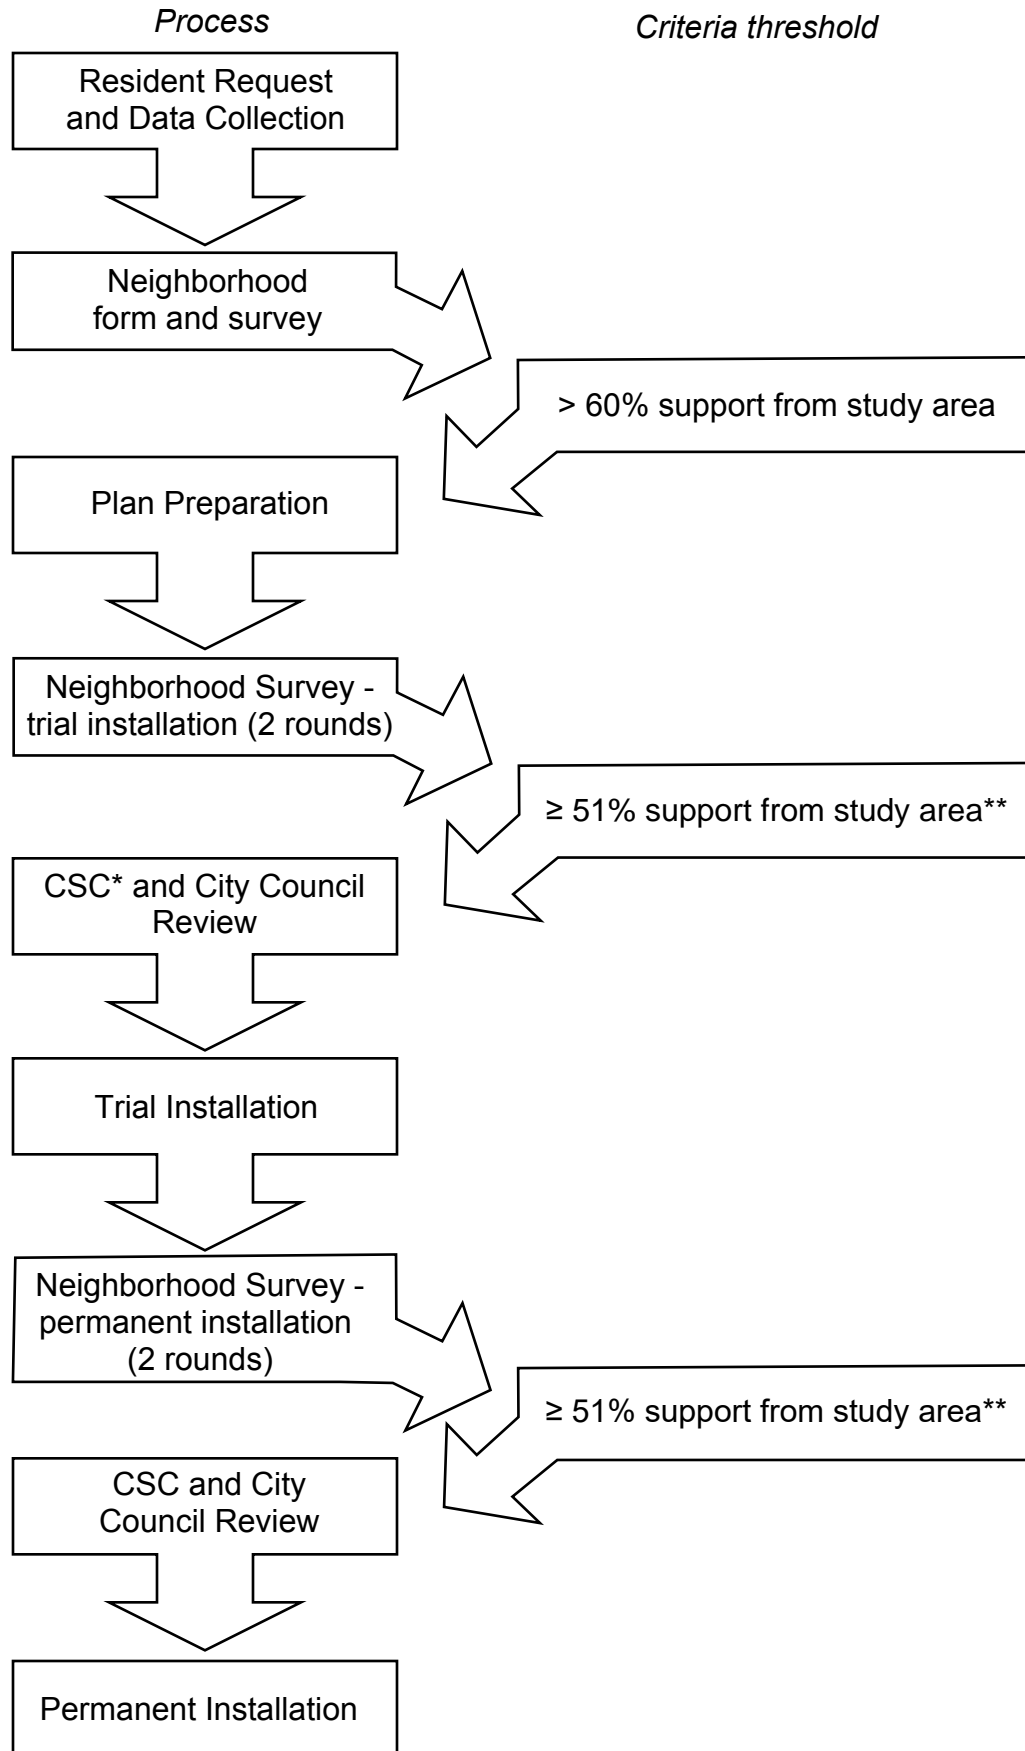 Process
Criteria threshold
Resident Request
and Data Collection
Neighborhood
form and survey
> 60% support from study area
Plan Preparation
Neighborhood Survey -
trial installation (2 rounds)
≥ 51% support from study area**
CSC* and City Council
Review
Trial Installation
Neighborhood Survey -
permanent installation
(2 rounds)
≥ 51% support from study area**
CSC and City
Council Review
Permanent Installation